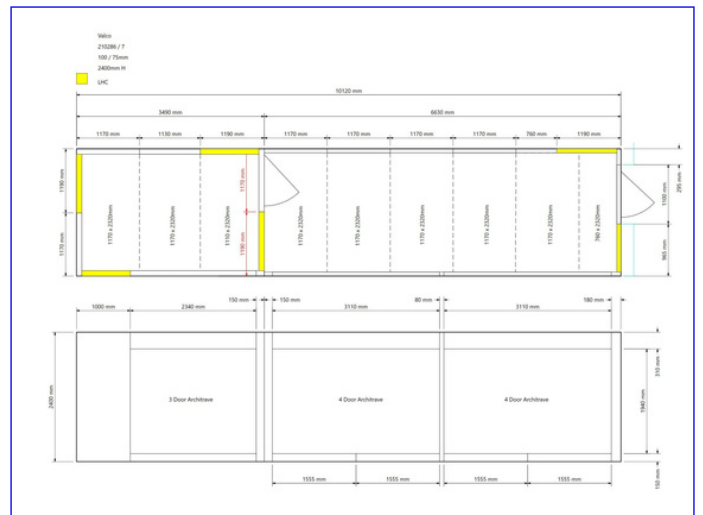 Valco
210286 / 7
100 / 75mm
2400mm H
LHC
10120 mm
3490 mm
6630 mm
1170 mm
1130 mm
1190 mm
1170 mm
1170 mm
1170 mm
1170 mm
760 mm
1190 mm
1190 mm
1170 mm
1170 x 2320mm
1170 x 2320mm
1110 x 2320mm
1170 mm
1190 mm
1170 x 2320mm
1170 x 2320mm
1170 x 2320mm
1170 x 2320mm
1170 x 2320mm
760 x 2320mm
1100 mm
295 mm
965 mm
150 mm
150 mm
80 mm
180 mm
1000 mm
2340 mm
3110 mm
3110 mm
2400 mm
3 Door Architrave
4 Door Architrave
4 Door Architrave
1940 mm
310 mm
150 mm
1555 mm
1555 mm
1555 mm
1555 mm